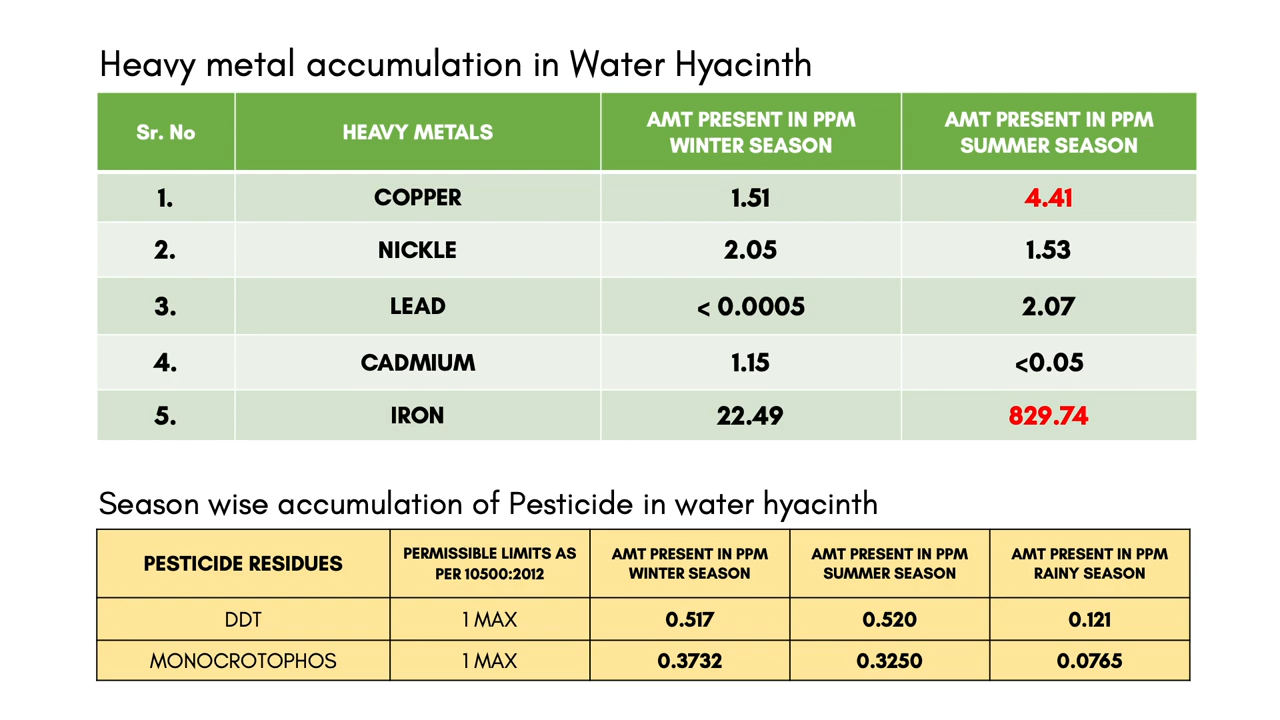 Heavy metal accumulation in Water Hyacinth
Sr. No HEAVY METALS AMT PRESENT IN PPM WINTER SEASON AMT PRESENT IN PPM SUMMER SEASON
1. COPPER 1.51 4.41
2. NICKLE 2.05 1.53
3. LEAD < 0.0005 2.07
4. CADMIUM 1.15 <0.05
5. IRON 22.49 829.74
Season wise accumulation of Pesticide in water hyacinth
PESTICIDE RESIDUES PERMISSIBLE LIMITS AS PER 10500:2012 AMT PRESENT IN PPM WINTER SEASON AMT PRESENT IN PPM SUMMER SEASON AMT PRESENT IN PPM RAINY SEASON
DDT 1 MAX 0.517 0.520 0.121
MONOCROTOPHOS 1 MAX 0.3732 0.3250 0.0765